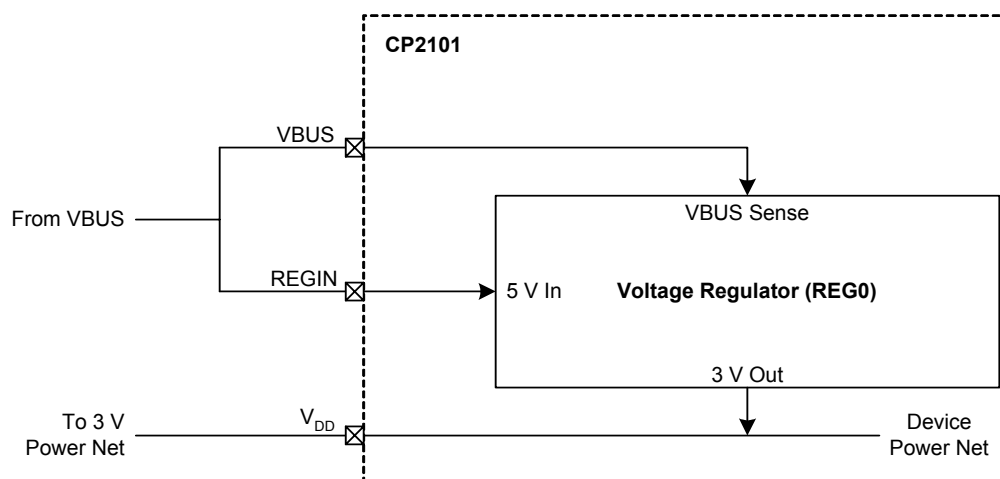 CP2101
VBUS
From VBUS
VBUS Sense
REGIN
5 V In
Voltage Regulator (REG0)
3 V Out
To 3 V
Power Net
VDD
Device
Power Net